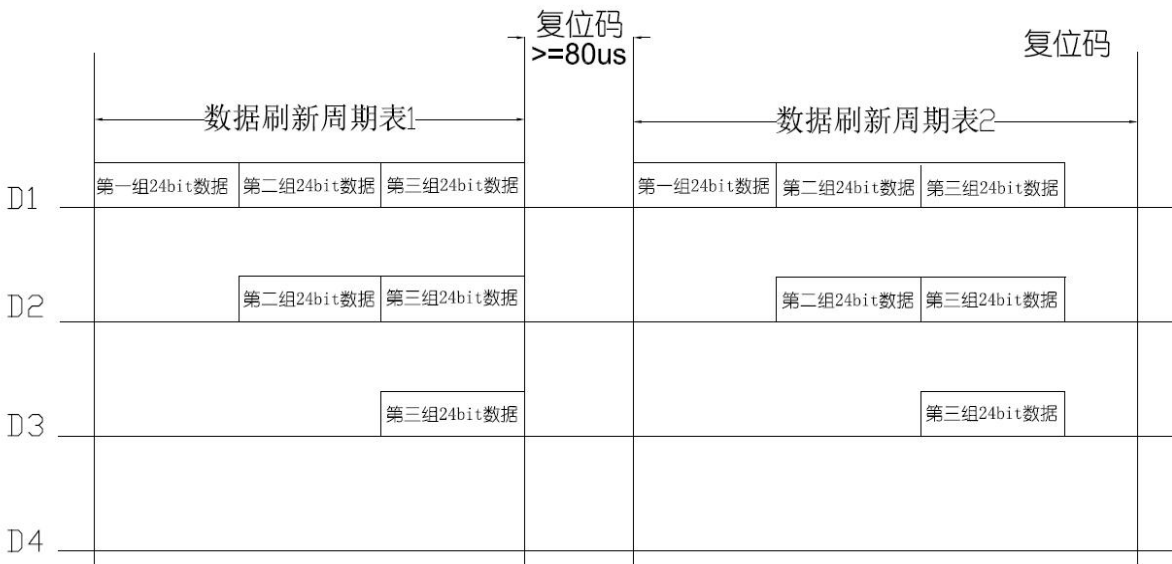 复位码
>=80us
复位码
数据刷新周期表1
数据刷新周期表2
D1 第一组24bit数据 第二组24bit数据 第三组24bit数据 第一组24bit数据 第二组24bit数据 第三组24bit数据
D2 第二组24bit数据 第三组24bit数据 第二组24bit数据 第三组24bit数据
D3 第三组24bit数据 第三组24bit数据
D4